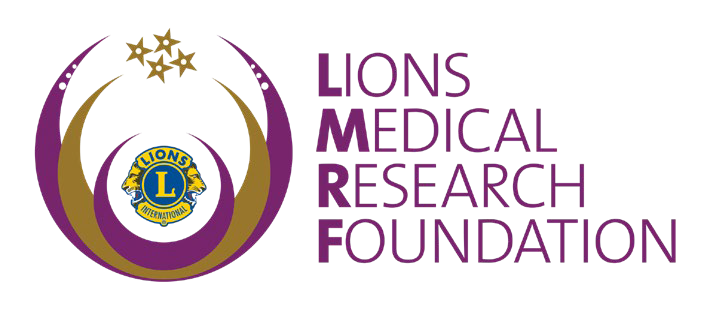 LIONS
L
INTERNATIONAL
LIONS
MEDICAL
RESEARCH
FOUNDATION